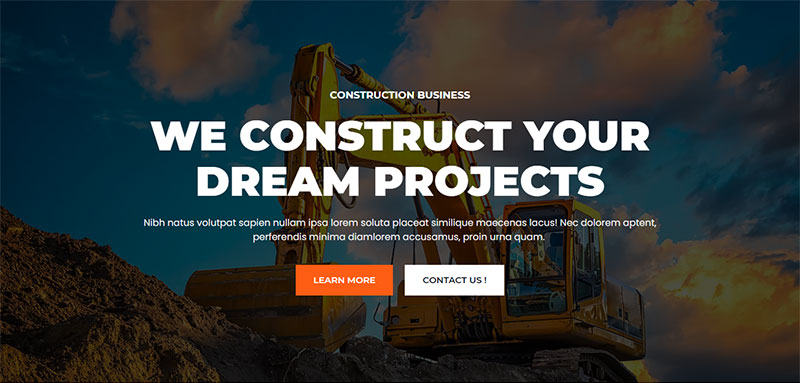 CONSTRUCTION BUSINESS
WE CONSTRUCT YOUR
DREAM PROJECTS
Nibh natus volutpat sapien nullam ipsa lorem soluta placeat similique maecenas lacus! Nec dolorem aptent,
perferendis minima diamlorem accusamus, proin urna quam.
LEARN MORE
CONTACT US !